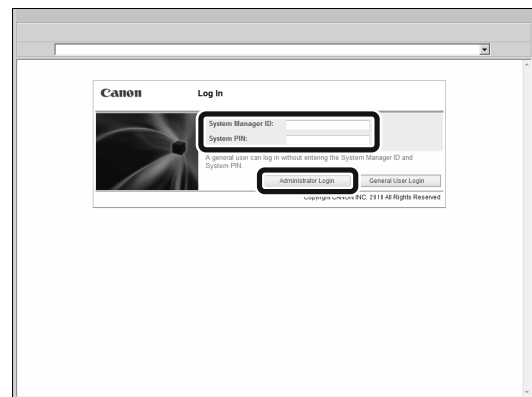 Canon
Log In
System Manager ID:
System PIN:
A general user can log in without entering the System Manager ID and
System PIN.
Administrator Login
General User Login
Copyright CANON INC. 2010 All Rights Reserved